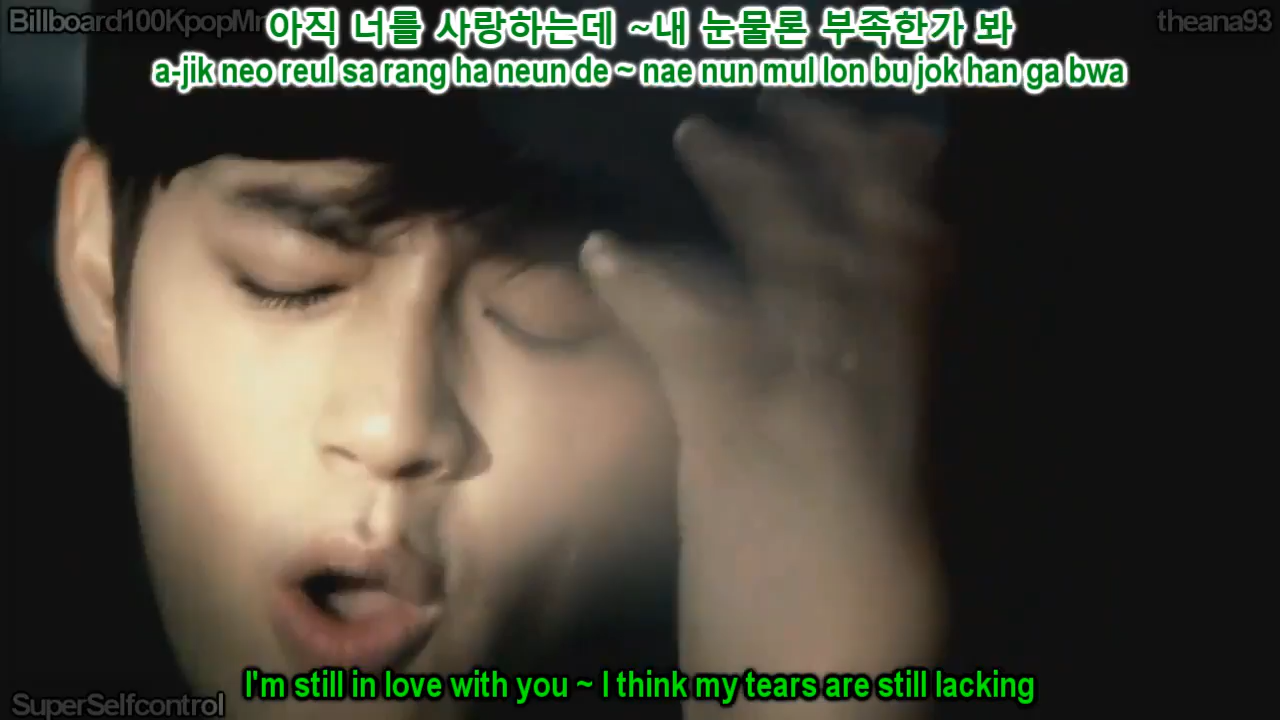 Billboard100KpopMn
theana93
아직 너를 사랑하는데 ~내 눈물론 부족한가 봐
a-jik neo reul sa rang ha neun de ~ nae nun mul lon bu jok han ga bwa
I'm still in love with you ~ I think my tears are still lacking
SuperSelfcontrol